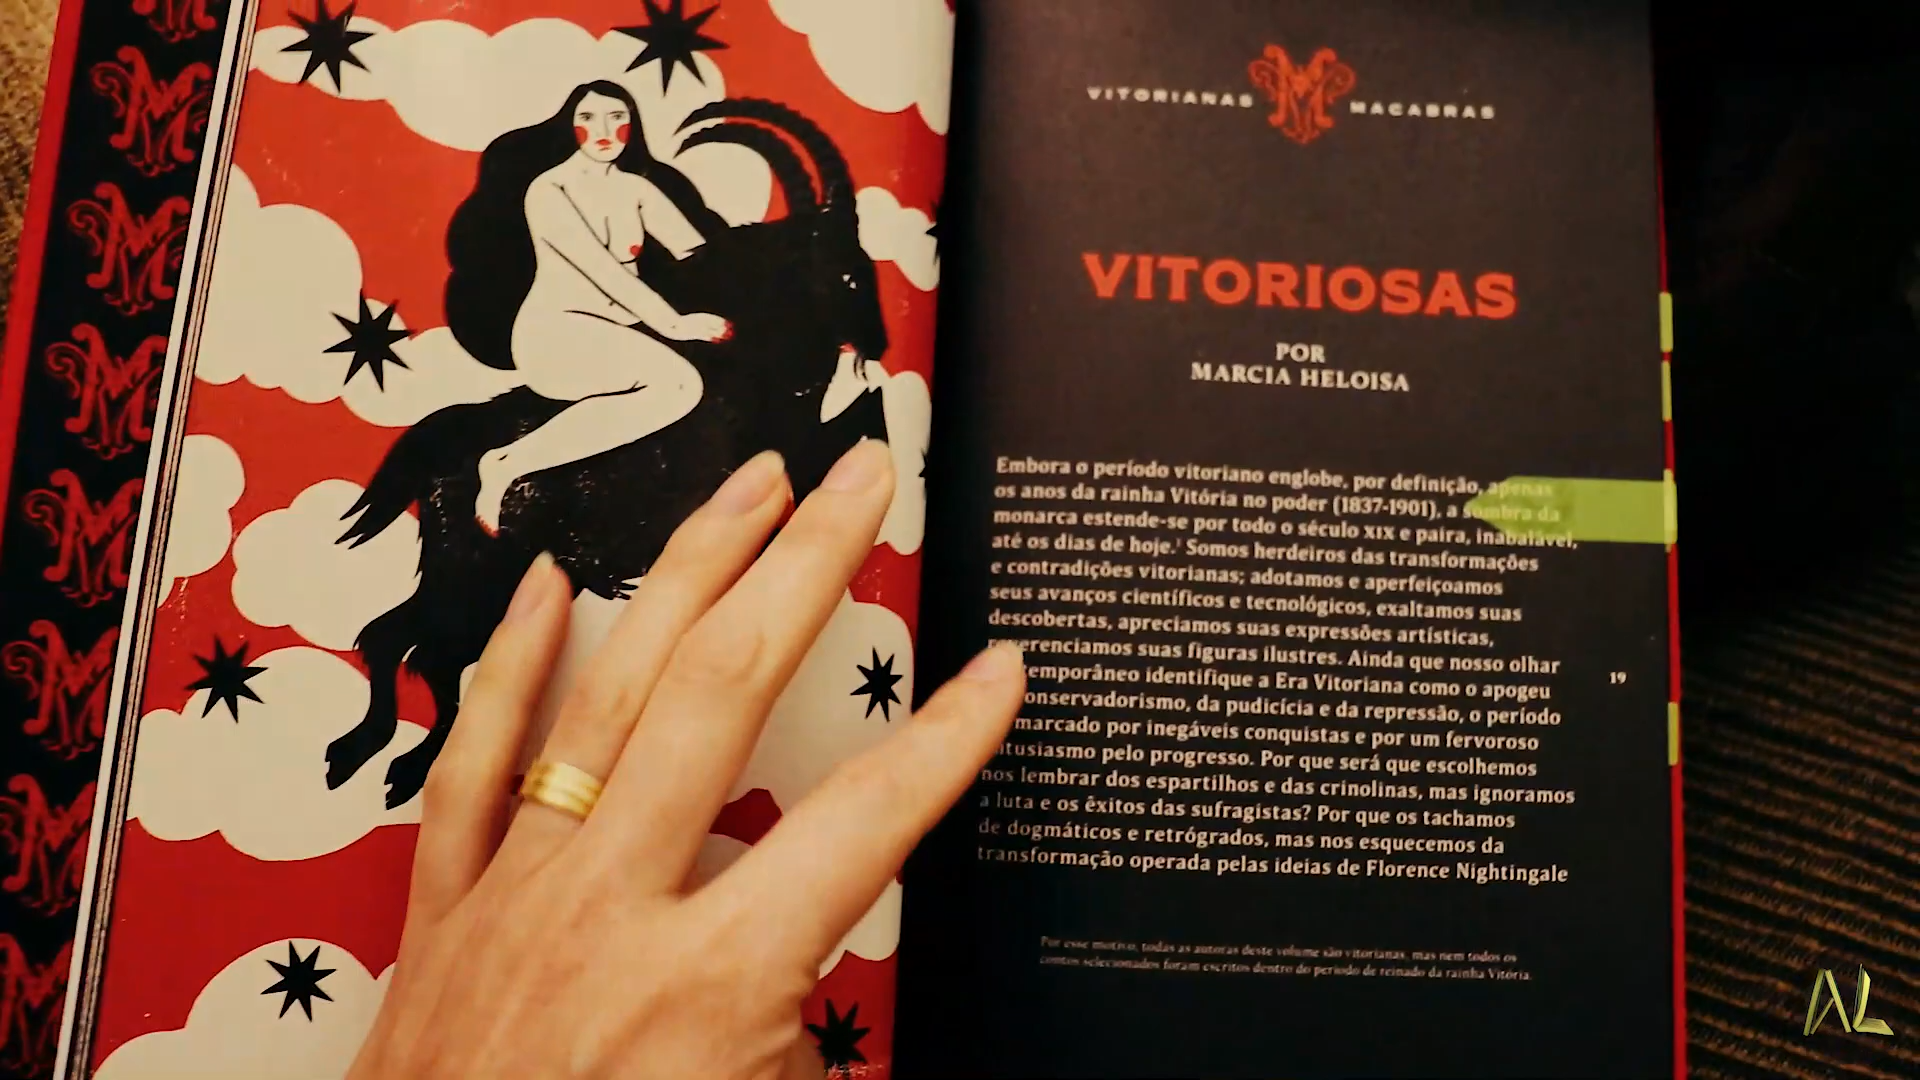 VITORIANAS M MACABRAS
VITORIOSAS
POR
MARCIA HELOISA
Embora o período vitoriano englobe, por definição, apenas
os anos da rainha Vitória no poder (1837-1901), a sombra da
monarca estende-se por todo o século XIX e paira, inabalável,
até os dias de hoje.¹ Somos herdeiros das transformações
e contradições vitorianas; adotamos e aperfeiçoamos
seus avanços científicos e tecnológicos, exaltamos suas
descobertas, apreciamos suas expressões artísticas,
reverenciamos suas figuras ilustres. Ainda que nosso olhar
temporâneo identifique a Era Vitoriana como o apogeu
onservadorismo, da pudicícia e da repressão, o período
marcado por inegáveis conquistas e por um fervoroso
ntusiasmo pelo progresso. Por que será que escolhemos
nos lembrar dos espartilhos e das crinolinas, mas ignoramos
a luta e os êxitos das sufragistas? Por que os tachamos
de dogmáticos e retrógrados, mas nos esquecemos da
transformação operada pelas ideias de Florence Nightingale
19
Por esse motivo, todas as autoras deste volume são vitorianas, mas nem todos os
contos selecionados foram escritos dentro do período de reinado da rainha Vitória.
AL